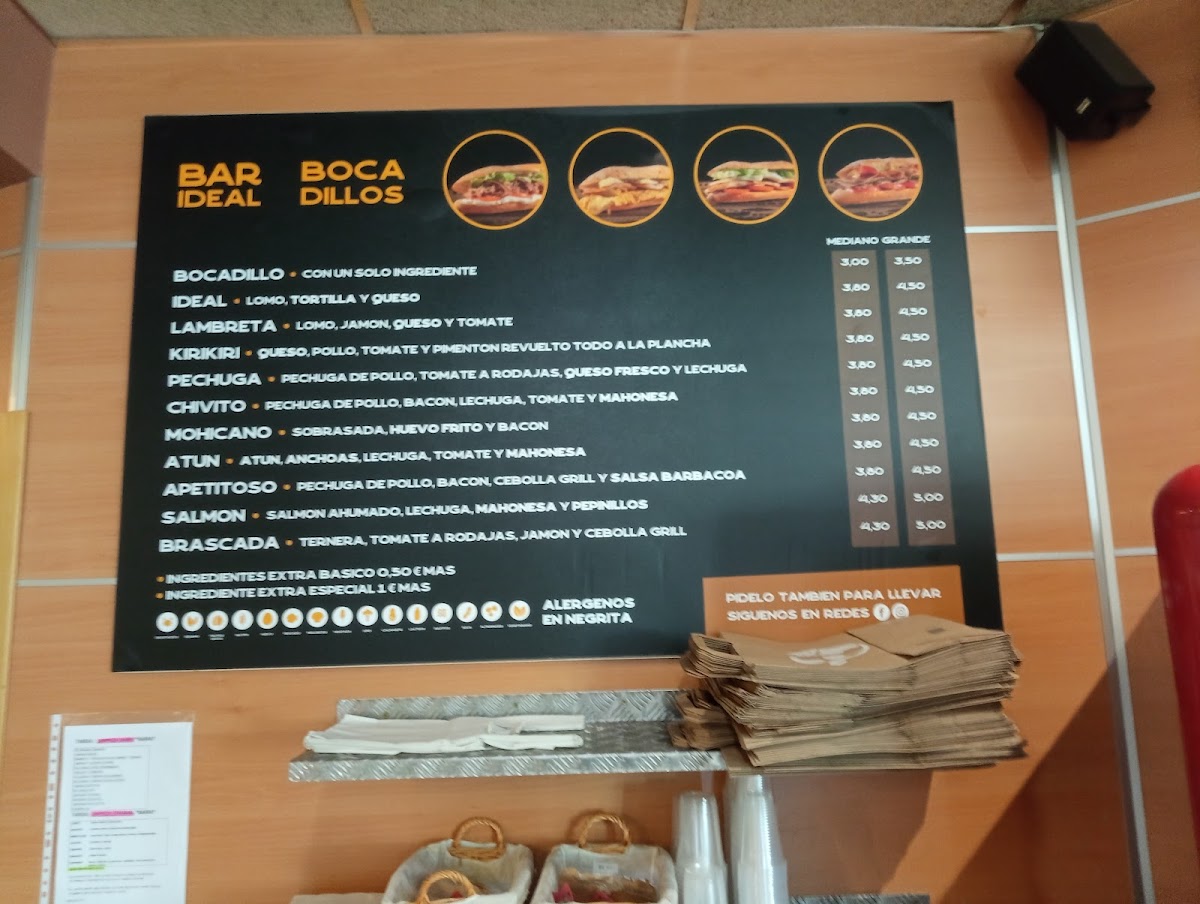 BAR
IDEAL
BOCA
DILLOS
MEDIANO GRANDE
BOCADILLO • CON UN SOLO INGREDIENTE 3,00 3,50
IDEAL • LOMO, TORTILLA Y QUESO 3,80 4,50
LAMBRETA • LOMO, JAMON, QUESO Y TOMATE 3,80 4,50
KIRIKIRI • QUESO, POLLO, TOMATE Y PIMENTON REVUELTO TODO A LA PLANCHA 3,80 4,50
PECHUGA • PECHUGA DE POLLO, TOMATE A RODAJAS, QUESO FRESCO Y LECHUGA 3,80 4,50
CHIVITO • PECHUGA DE POLLO, BACON, LECHUGA, TOMATE Y MAHONESA 3,80 4,50
MOHICANO • SOBRASADA, HUEVO FRITO Y BACON 3,80 4,50
ATUN • ATUN, ANCHOAS, LECHUGA, TOMATE Y MAHONESA 3,80 4,50
APETITOSO • PECHUGA DE POLLO, BACON, CEBOLLA GRILL Y SALSA BARBACOA 3,80 4,50
SALMON • SALMON AHUMADO, LECHUGA, MAHONESA Y PEPINILLOS 4,30 5,00
BRASCADA • TERNERA, TOMATE A RODAJAS, JAMON Y CEBOLLA GRILL 4,30 5,00
• INGREDIENTES EXTRA BASICO 0,50 € MAS
• INGREDIENTE EXTRA ESPECIAL 1 € MAS
ALERGENOS
EN NEGRITA
PIDELO TAMBIEN PARA LLEVAR
SIGUENOS EN REDES